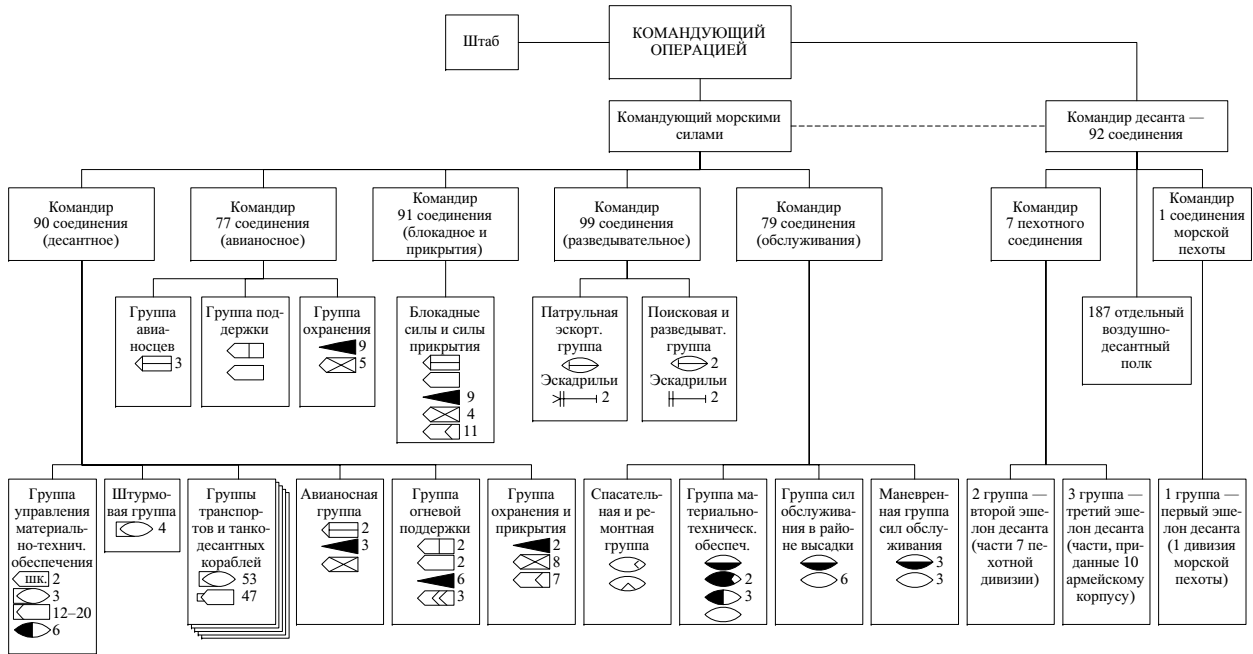 Штаб
КОМАНДУЮЩИЙ
ОПЕРАЦИЕЙ
Командующий морскими
силами
Командир десанта —
92 соединения
Командир
90 соединения
(десантное)
Командир
77 соединения
(авианосное)
Командир
91 соединения
(блокадное и
прикрытия)
Командир
99 соединения
(разведывательное)
Командир
79 соединения
(обслуживания)
Командир
7 пехотного
соединения
Командир
1 соединения
морской
пехоты
Группа
авиа-
носцев
3
Группа под-
держки
Группа
охранения
9
5
Блокадные
силы и силы
прикрытия
9
4
11
Патрульная
эскорт.
группа
Эскадрильи
2
Поисковая и
разведыват.
группа
2
Эскадрильи
2
187 отдельный
воздушно-
десантный
полк
Группа
управления
материаль-
но-технич.
обеспечения
шк. 2
3
12–20
6
Штурмо-
вая группа
4
Группы
транспор-
тов и танко-
десантных
кораблей
53
47
Авианосная
группа
2
3
Группа
огневой
поддержки
2
2
6
3
Группа
охранения и
прикрытия
2
8
7
Спасатель-
ная и ре-
монтная
группа
Группа ма-
териально-
техническ.
обеспеч.
2
3
Группа сил
обслужива-
ния в райо-
не высадки
6
Маневрен-
ная группа
сил обслу-
живания
3
3
2 группа —
второй эше-
лон десанта
(части 7 пе-
хотной
дивизии)
3 группа —
третий эше-
лон десанта
(части, при-
данные 10
армейскому
корпусу)
1 группа —
первый эше-
лон десанта
(1 дивизия
морской
пехоты)